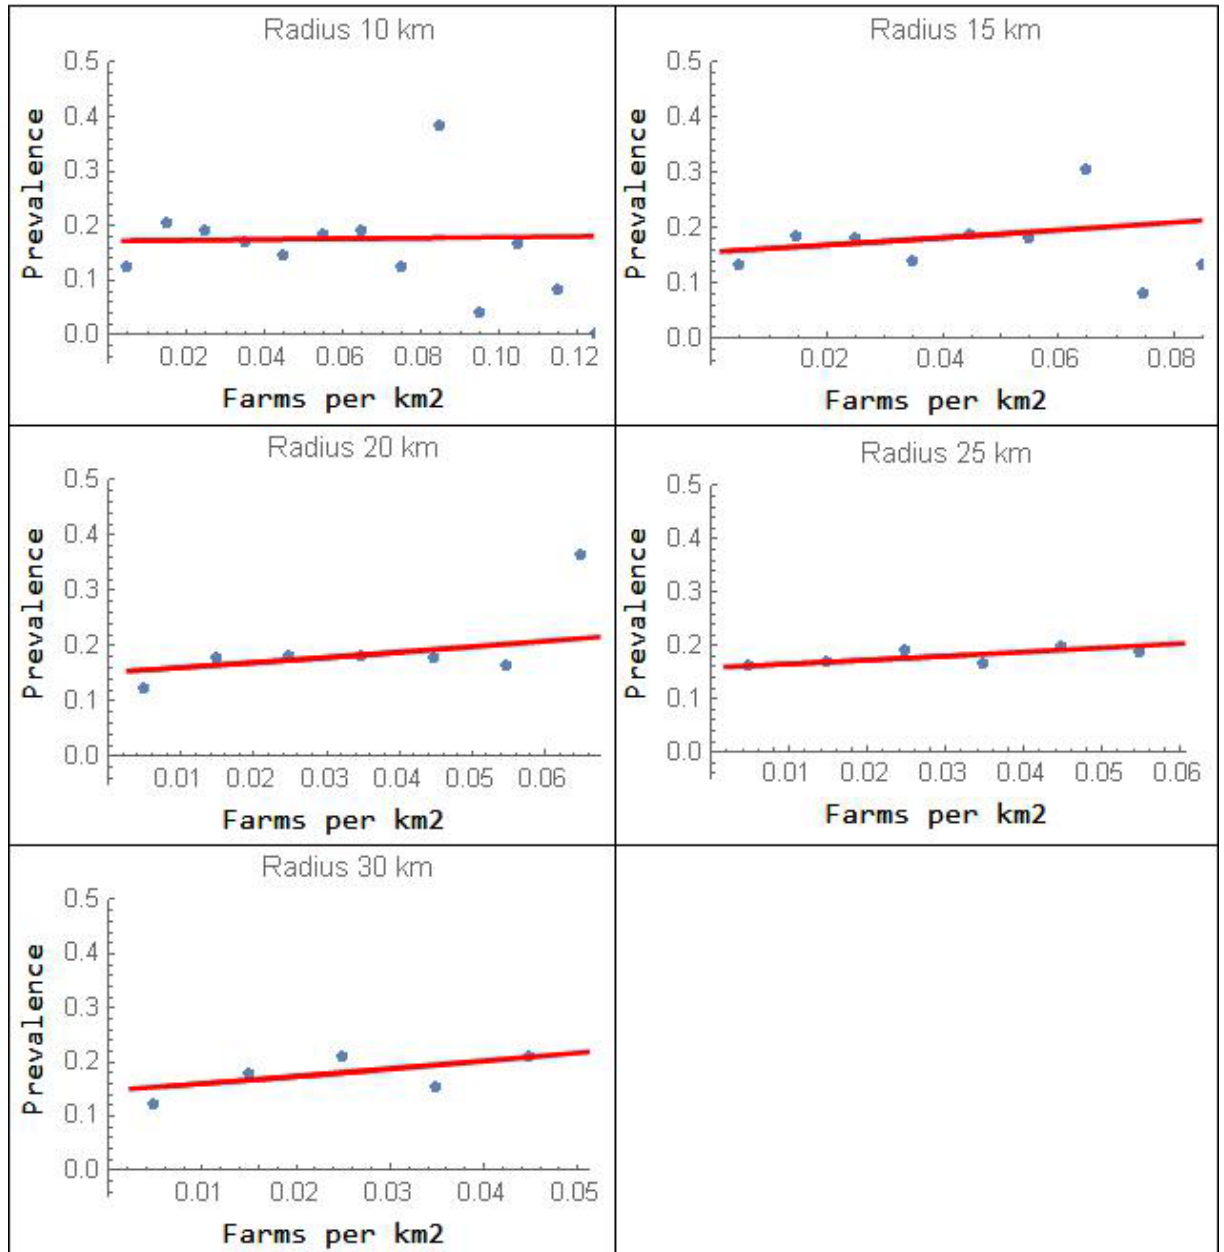 Radius 10 km
Prevalence
0.5
0.4
0.3
0.2
0.1
0.0
0.02 0.04 0.06 0.08 0.10 0.12
Farms per km2
Radius 15 km
Prevalence
0.5
0.4
0.3
0.2
0.1
0.0
0.02 0.04 0.06 0.08
Farms per km2
Radius 20 km
Prevalence
0.5
0.4
0.3
0.2
0.1
0.0
0.01 0.02 0.03 0.04 0.05 0.06
Farms per km2
Radius 25 km
Prevalence
0.5
0.4
0.3
0.2
0.1
0.0
0.01 0.02 0.03 0.04 0.05 0.06
Farms per km2
Radius 30 km
Prevalence
0.5
0.4
0.3
0.2
0.1
0.0
0.01 0.02 0.03 0.04 0.05
Farms per km2